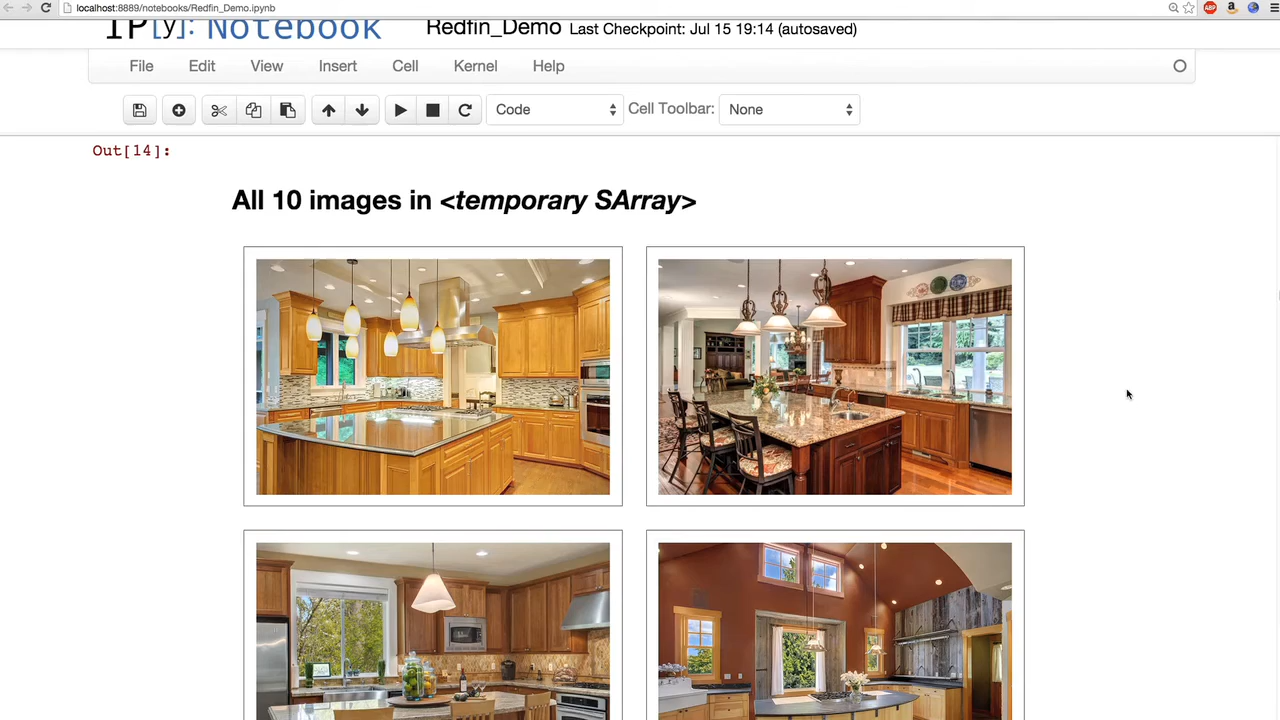 localhost:8889/notebooks/Redfin_Demo.ipynb
IP[y]: Notebook Redfin_Demo Last Checkpoint: Jul 15 19:14 (autosaved)
File Edit View Insert Cell Kernel Help
Code Cell Toolbar: None
Out[14]:
All 10 images in <temporary SArray>
ABP